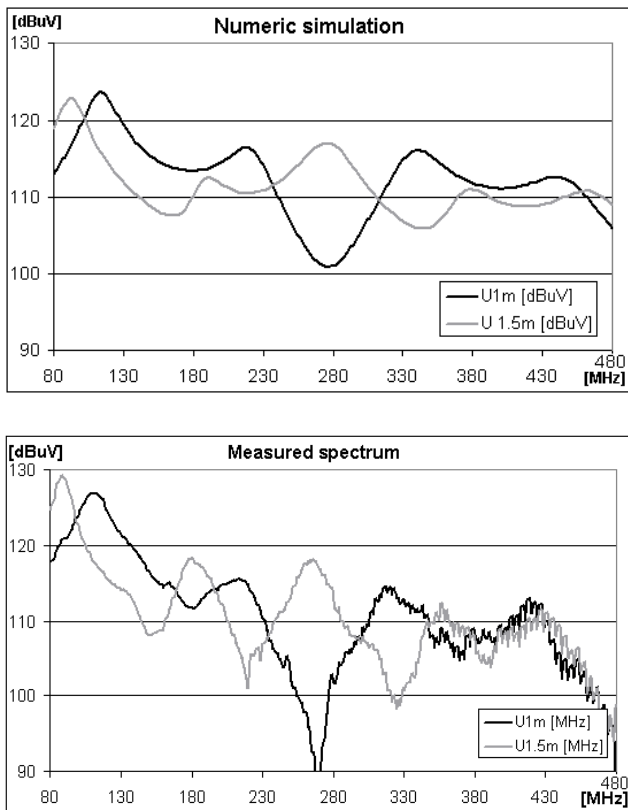 [dBuV]
Numeric simulation
130
120
110
100
90
U1m [dBuV]
U 1.5m [dBuV]
80 130 180 230 280 330 380 430 480
[MHz]
[dBuV]
Measured spectrum
130
120
110
100
90
U1m [MHz]
U1.5m [MHz]
80 130 180 230 280 330 380 430 480
[MHz]